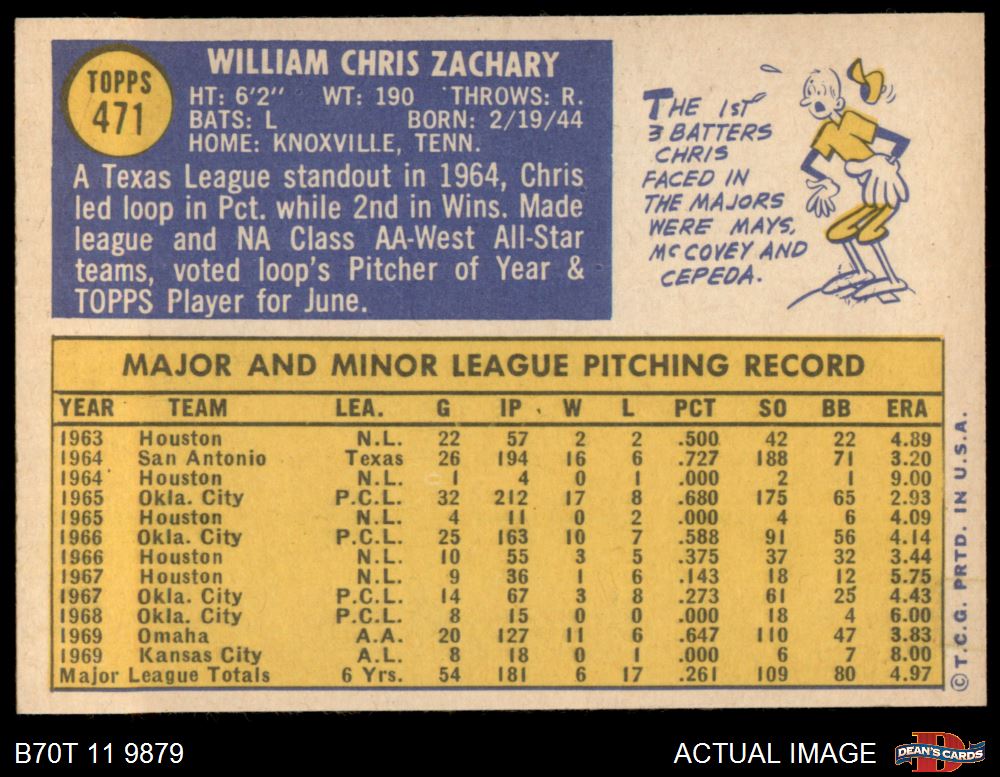 TOPPS
471
WILLIAM CHRIS ZACHARY
HT: 6'2" WT: 190 THROWS: R.
BATS: L BORN: 2/19/44
HOME: KNOXVILLE, TENN.
A Texas League standout in 1964, Chris
led loop in Pct. while 2nd in Wins. Made
league and NA Class AA-West All-Star
teams, voted loop's Pitcher of Year &
TOPPS Player for June.
THE 1ST
3 BATTERS
CHRIS
FACED IN
THE MAJORS
WERE MAYS,
McCOVEY AND
CEPEDA.
MAJOR AND MINOR LEAGUE PITCHING RECORD
YEAR TEAM LEA. G IP W L PCT SO BB ERA
1963 Houston N.L. 22 57 2 2 .500 42 22 4.89
1964 San Antonio Texas 26 194 16 6 .727 188 71 3.20
1964 Houston N.L. 1 4 0 1 .000 2 1 9.00
1965 Okla. City P.C.L. 32 212 17 8 .680 175 65 2.93
1965 Houston N.L. 4 11 0 2 .000 4 6 4.09
1966 Okla. City P.C.L. 25 163 10 7 .588 91 56 4.14
1966 Houston N.L. 10 55 3 5 .375 37 32 3.44
1967 Houston N.L. 9 36 1 6 .143 18 12 5.75
1967 Okla. City P.C.L. 14 67 3 8 .273 61 25 4.43
1968 Okla. City P.C.L. 8 15 0 0 .000 18 4 6.00
1969 Omaha A.A. 20 127 11 6 .647 110 47 3.83
1969 Kansas City A.L. 8 18 0 1 .000 6 7 8.00
Major League Totals 6 Yrs. 54 181 6 17 .261 109 80 4.97
©T.C.G. PRTD. IN U.S.A.
B70T 11 9879
ACTUAL IMAGE
D
DEAN'S CARDS